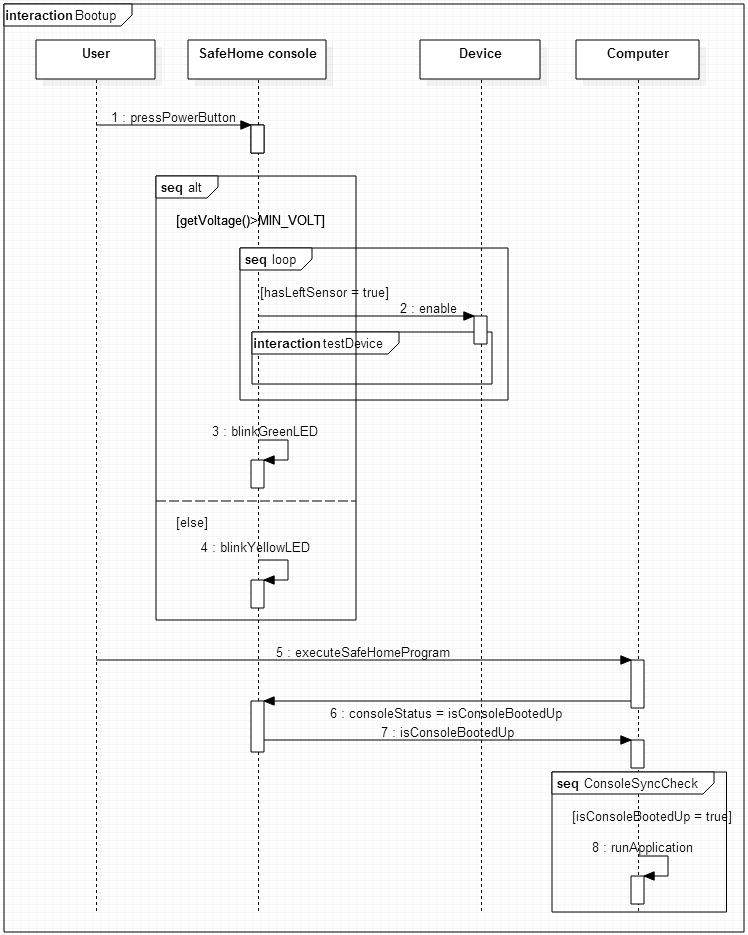 interaction Bootup
User
SafeHome console
Device
Computer
1 : pressPowerButton
seq alt
[getVoltage()>MIN_VOLT]
seq loop
[hasLeftSensor = true]
2 : enable
interaction testDevice
3 : blinkGreenLED
[else]
4 : blinkYellowLED
5 : executeSafeHomeProgram
6 : consoleStatus = isConsoleBootedUp
7 : isConsoleBootedUp
seq ConsoleSyncCheck
[isConsoleBootedUp = true]
8 : runApplication